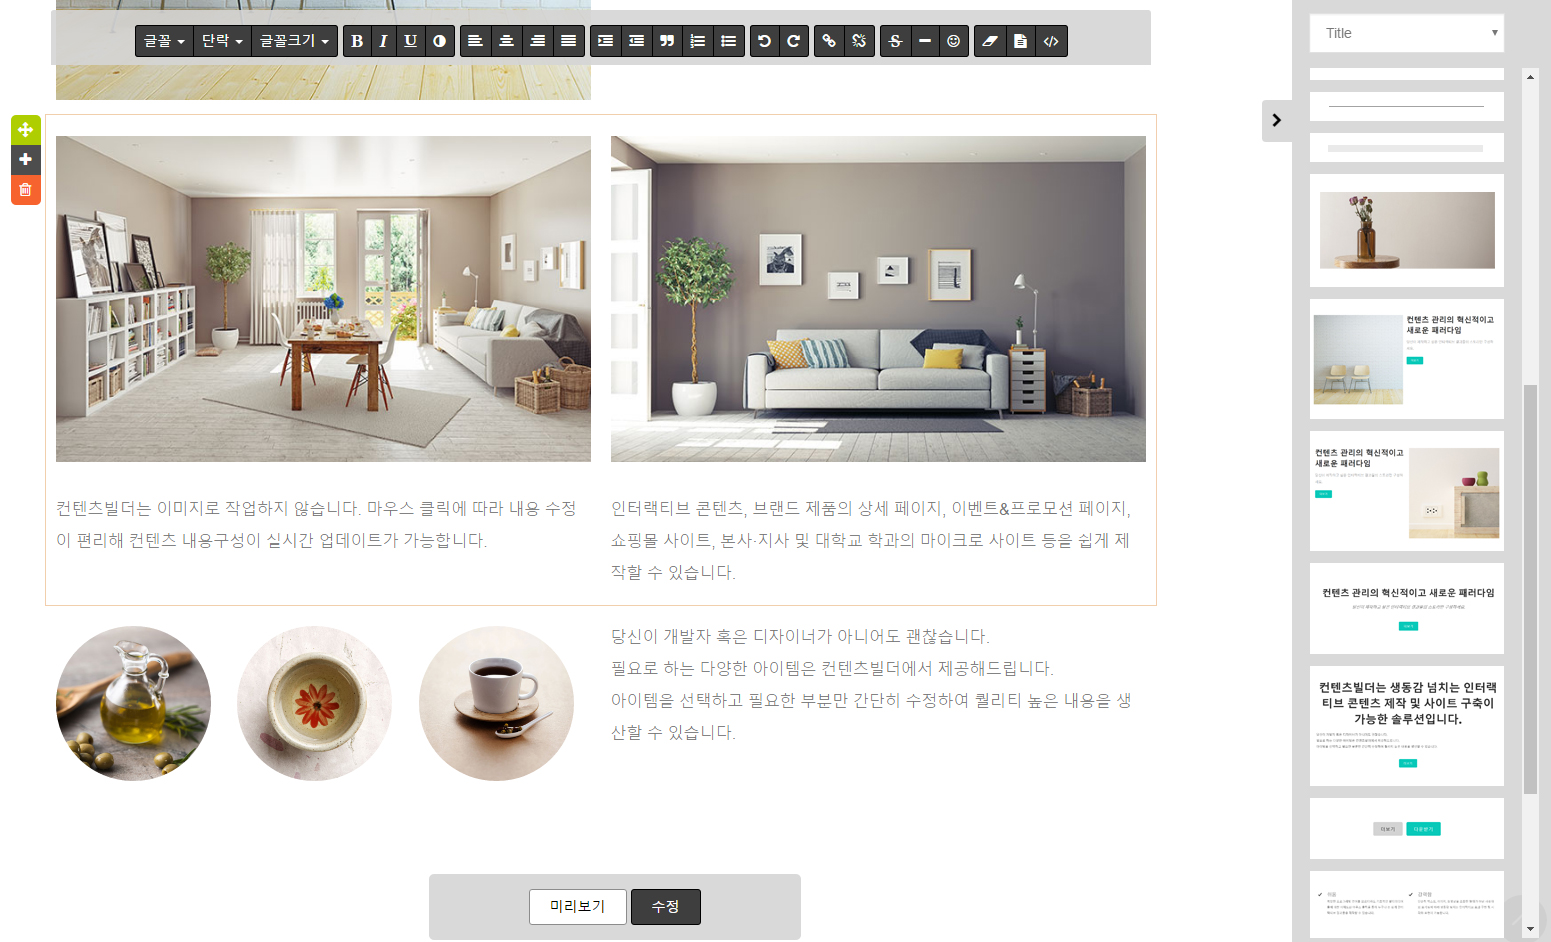 글꼴 단락 글꼴크기 B I U S
Title
컨텐츠빌더는 이미지로 작업하지 않습니다. 마우스 클릭에 따라 내용 수정
이 편리해 컨텐츠 내용구성이 실시간 업데이트가 가능합니다.
인터랙티브 콘텐츠, 브랜드 제품의 상세 페이지, 이벤트&프로모션 페이지,
쇼핑몰 사이트, 본사·지사 및 대학교 학과의 마이크로 사이트 등을 쉽게 제
작할 수 있습니다.
당신이 개발자 혹은 디자이너가 아니어도 괜찮습니다.
필요로 하는 다양한 아이템은 컨텐츠빌더에서 제공해드립니다.
아이템을 선택하고 필요한 부분만 간단히 수정하여 퀄리티 높은 내용을 생
산할 수 있습니다.
미리보기 수정
컨텐츠 관리의 혁신적이고
새로운 패러다임
컨텐츠 관리의 혁신적이고
새로운 패러다임
컨텐츠 관리의 혁신적이고 새로운 패러다임
컨텐츠빌더는 생동감 넘치는 인터랙
티브 콘텐츠 제작 및 사이트 구축이
가능한 솔루션입니다.
더보기